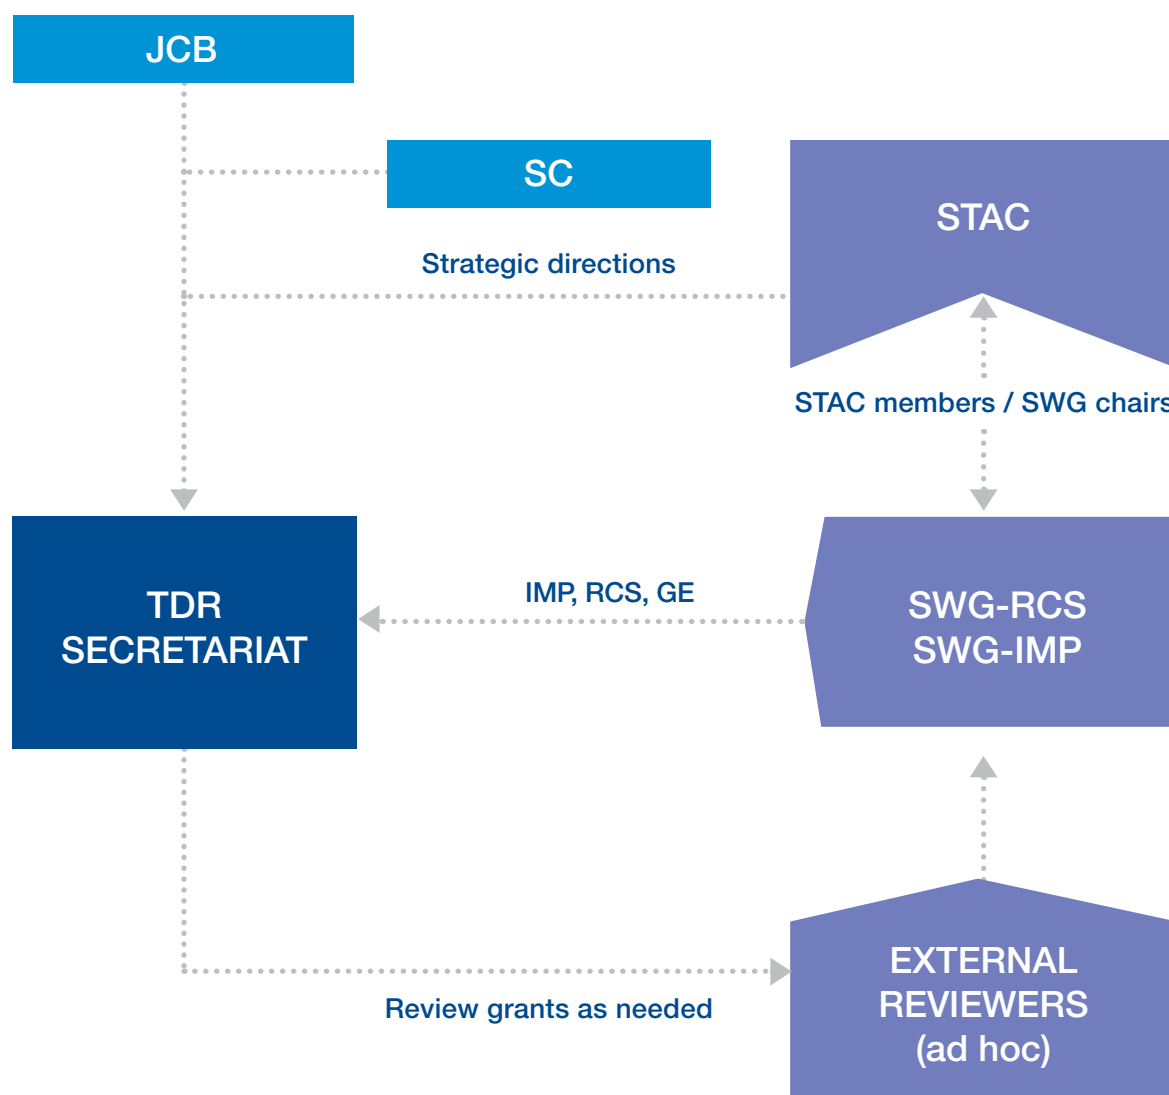 JCB
SC
STAC
Strategic directions
STAC members / SWG chairs
TDR
SECRETARIAT
IMP, RCS, GE
SWG-RCS
SWG-IMP
EXTERNAL
REVIEWERS
(ad hoc)
Review grants as needed